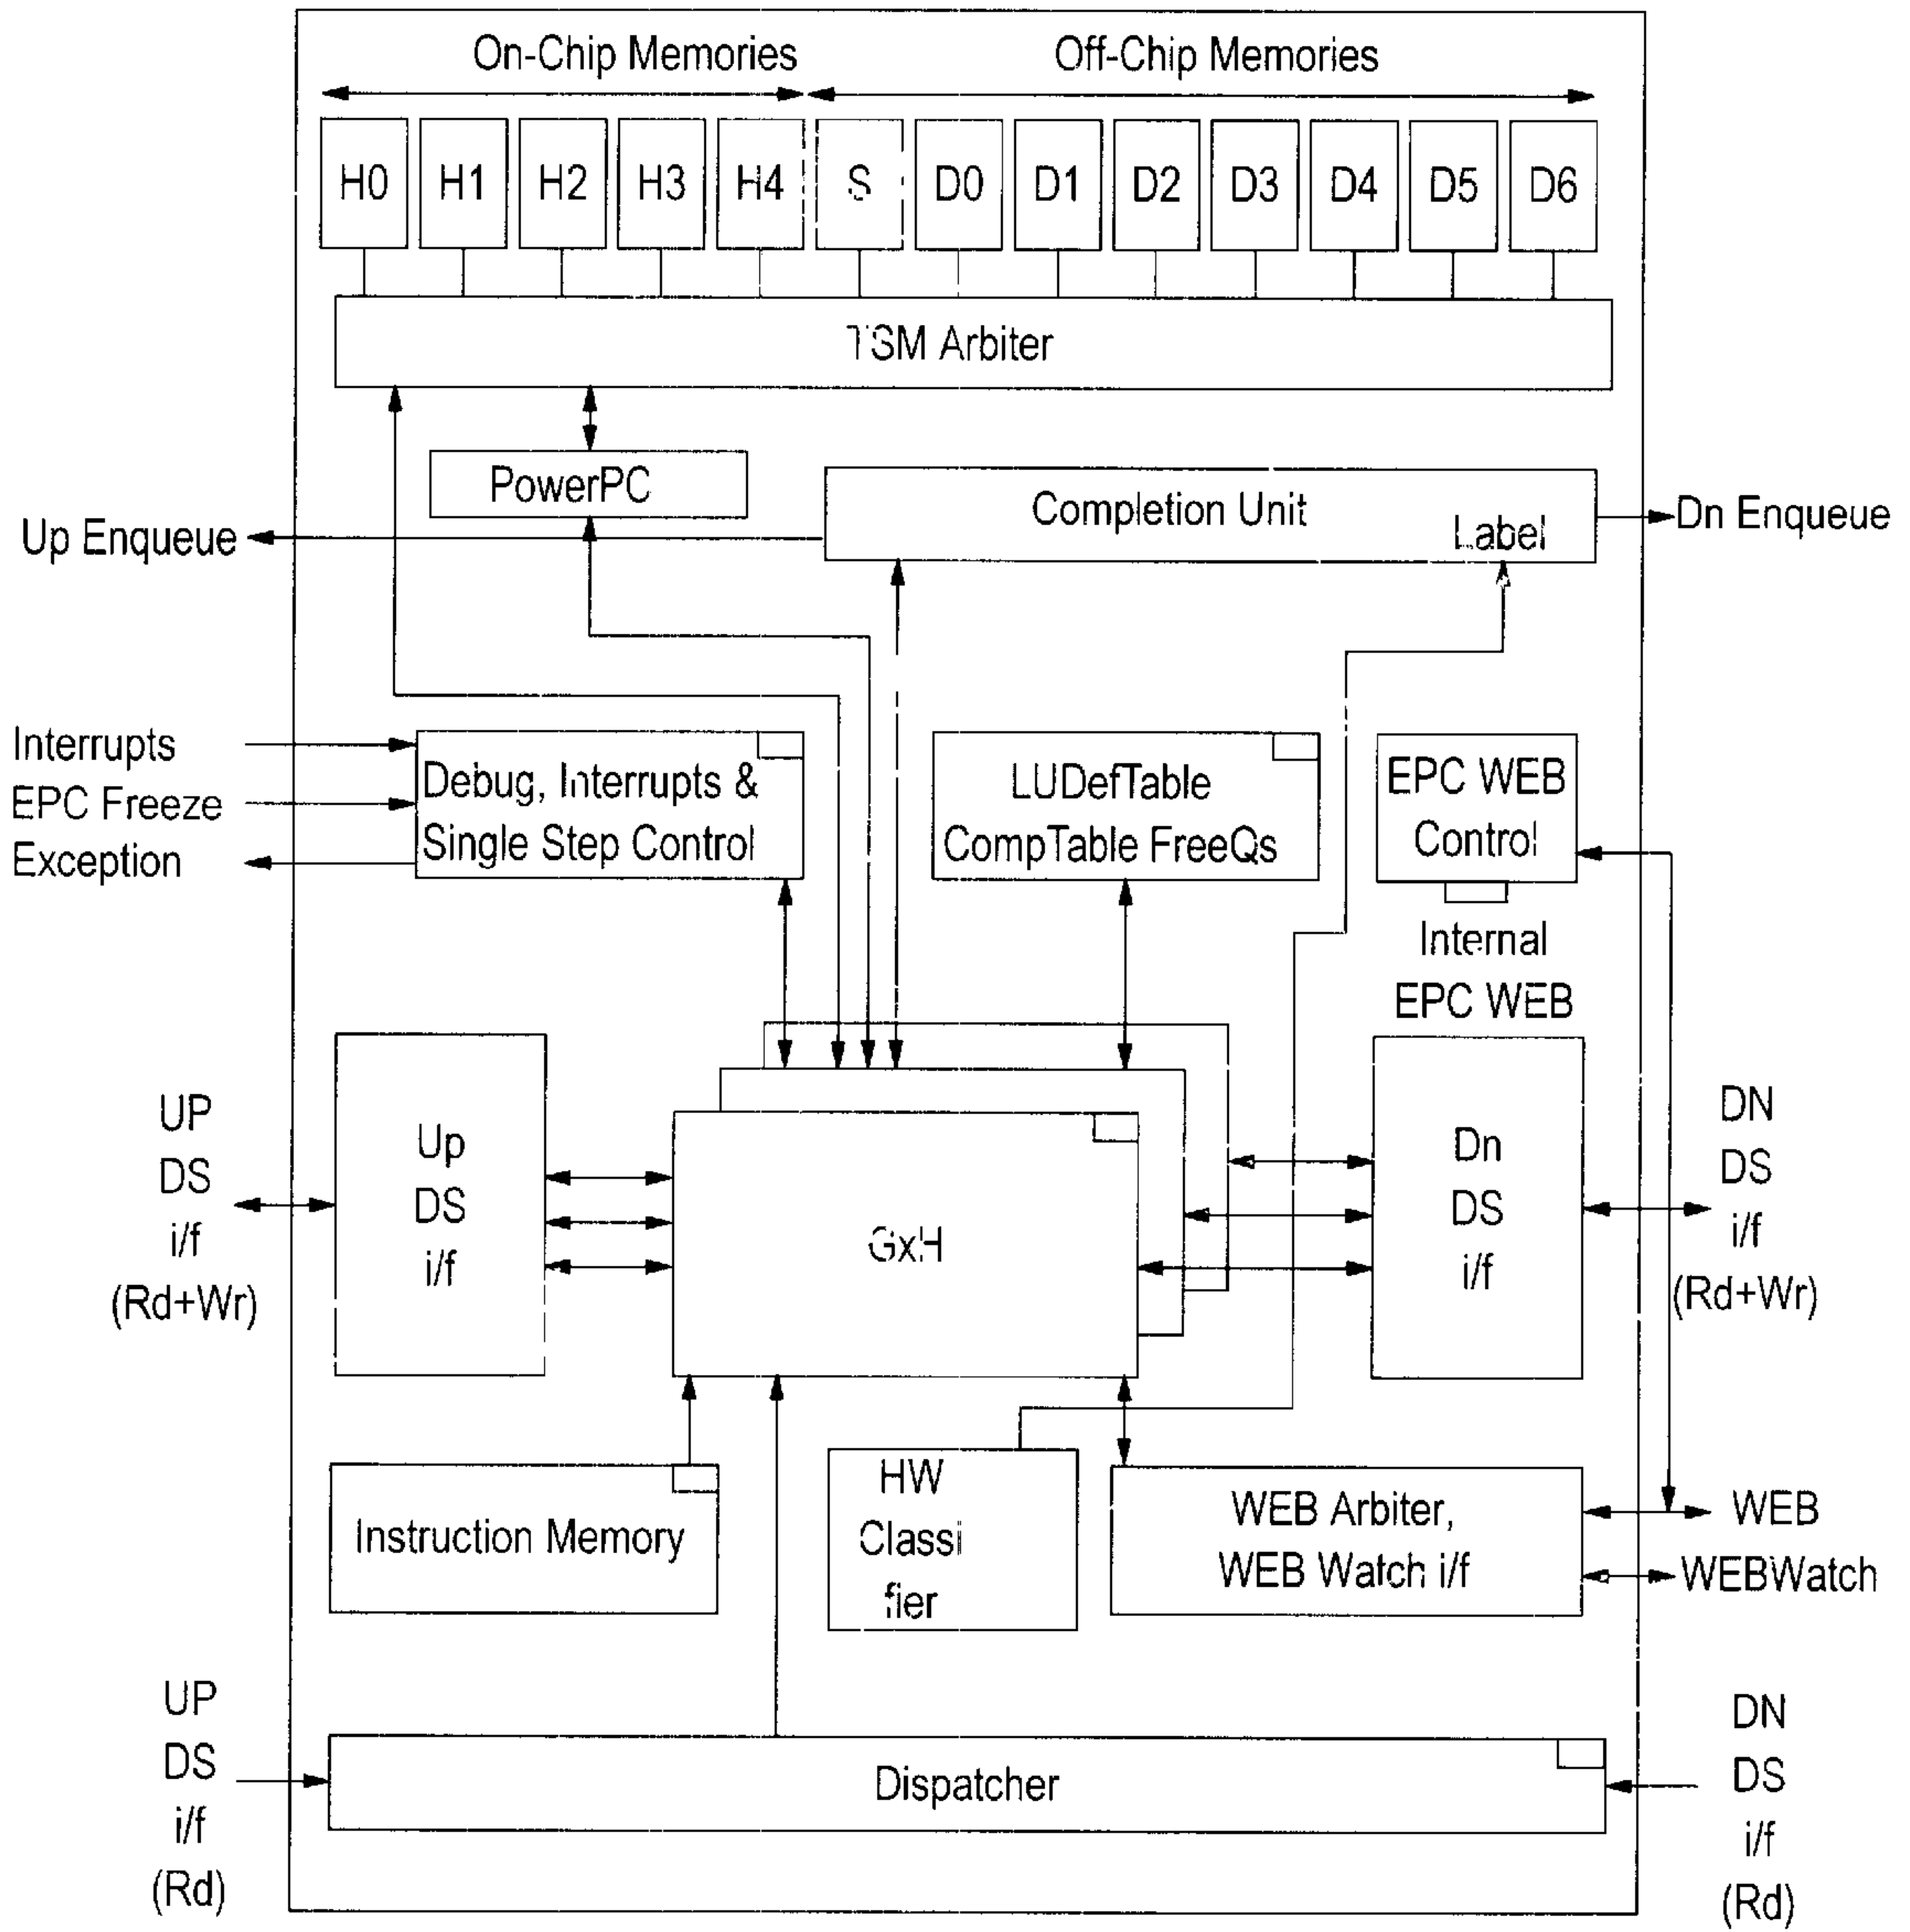 On-Chip Memories
Off-Chip Memories
H0
H1
H2
H3
H4
S
D0
D1
D2
D3
D4
D5
D6
TSM Arbiter
PowerPC
Completion Unit
Label
Up Enqueue
Dn Enqueue
Interrupts
EPC Freeze
Exception
Debug, Interrupts &
Single Step Control
LUDefTable
CompTable FreeQs
EPC WEB
Control
Internal
EPC WEB
UP
DS
i/f
(Rd+Wr)
Up
DS
i/f
GxH
Dn
DS
i/f
DN
DS
i/f
(Rd+Wr)
Instruction Memory
HW
Classi
fier
WEB Arbiter,
WEB Watch i/f
WEB
WEBWatch
UP
DS
i/f
(Rd)
Dispatcher
DN
DS
i/f
(Rd)